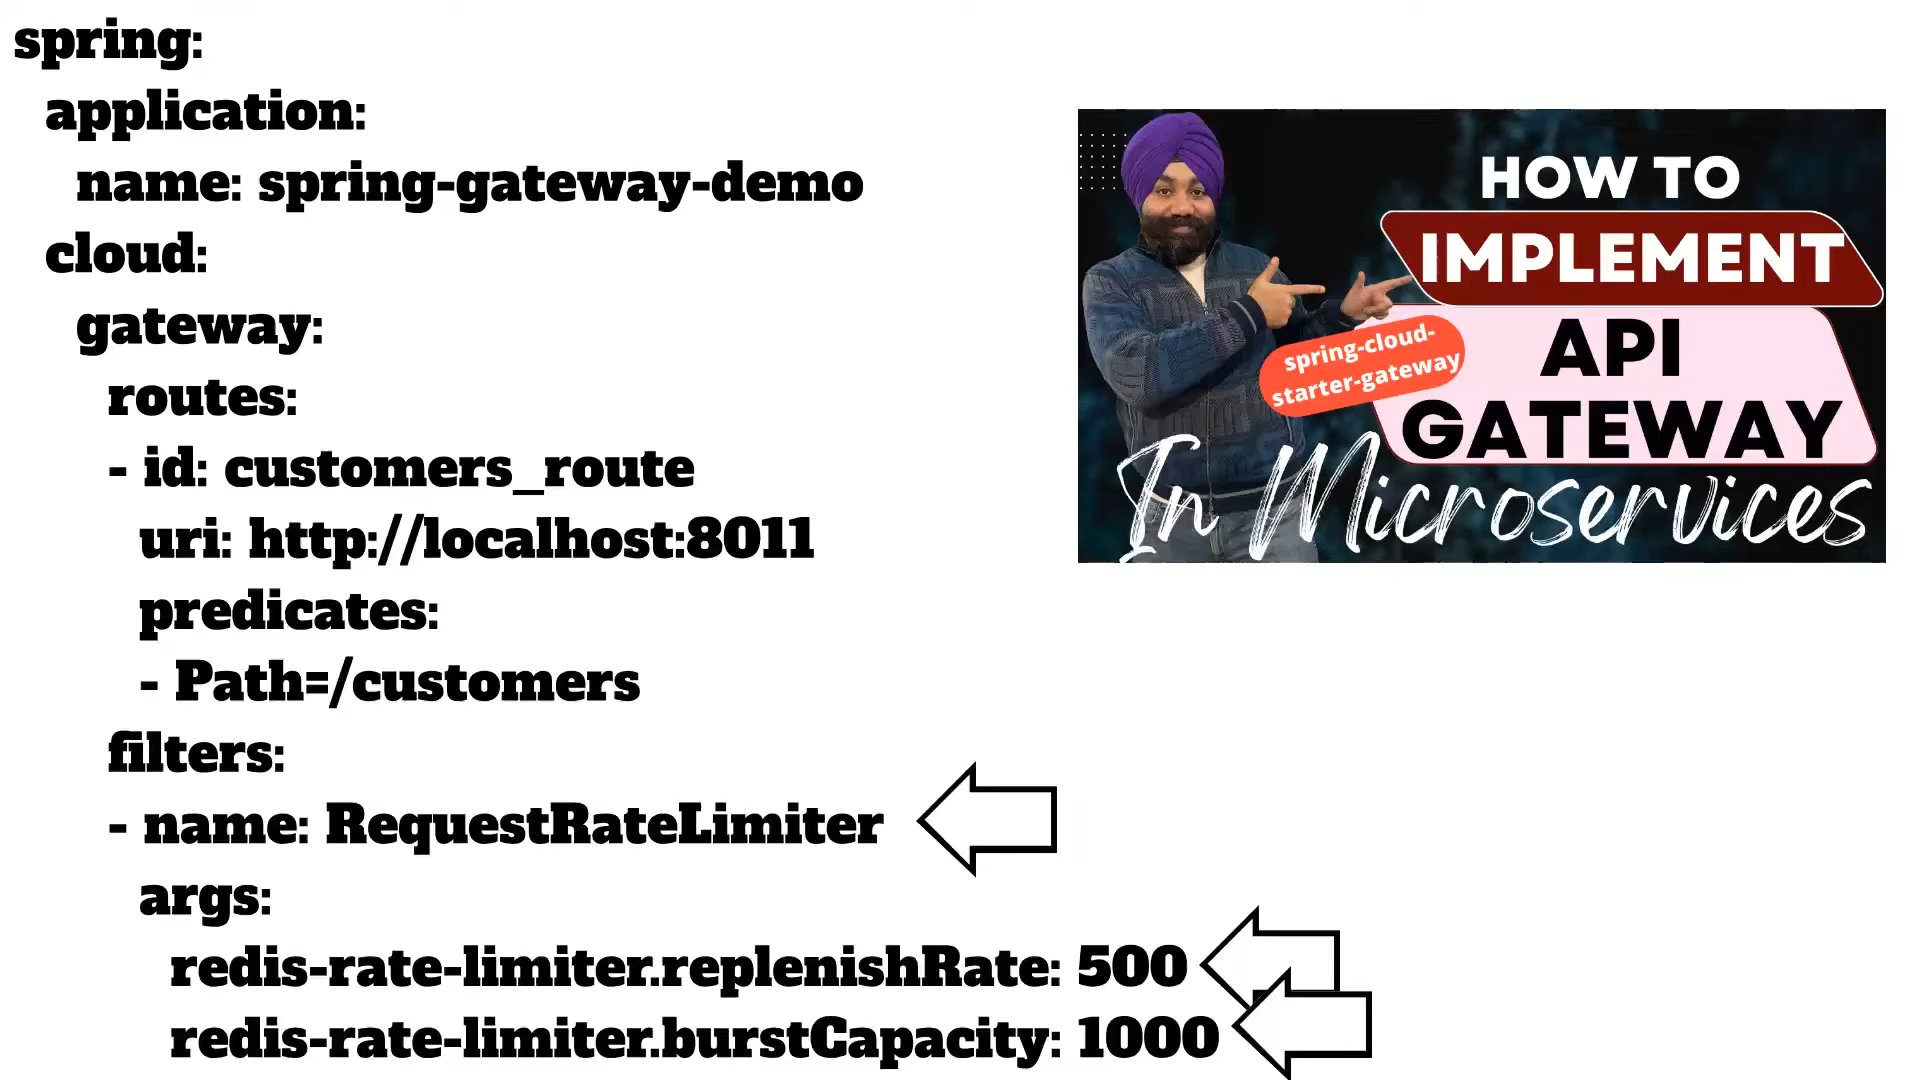 spring:
application:
name: spring-gateway-demo
cloud:
gateway:
routes:
- id: customers_route
uri: http://localhost:8011
predicates:
- Path=/customers
filters:
- name: RequestRateLimiter
args:
redis-rate-limiter.replenishRate: 500
redis-rate-limiter.burstCapacity: 1000
HOW TO
IMPLEMENT
API
GATEWAY
In Microservices
spring-cloud-
starter-gateway